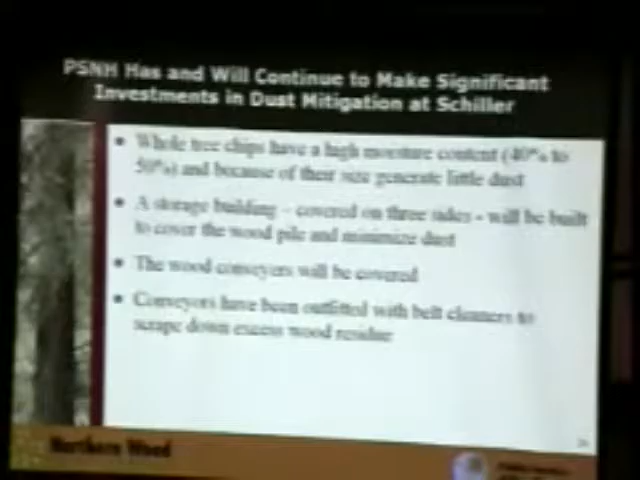 PSNH Has and Will Continue to Make Significant
Investments in Dust Mitigation at Schiller
• Whole tree chips have a high moisture content (40% to
50%) and because of their size generate little dust
• A storage building - covered on three sides - will be built
to cover the wood pile and minimize dust
• The wood conveyers will be covered
• Conveyors have been outfitted with belt cleaners to
scrape down excess wood residue
Northern Wood